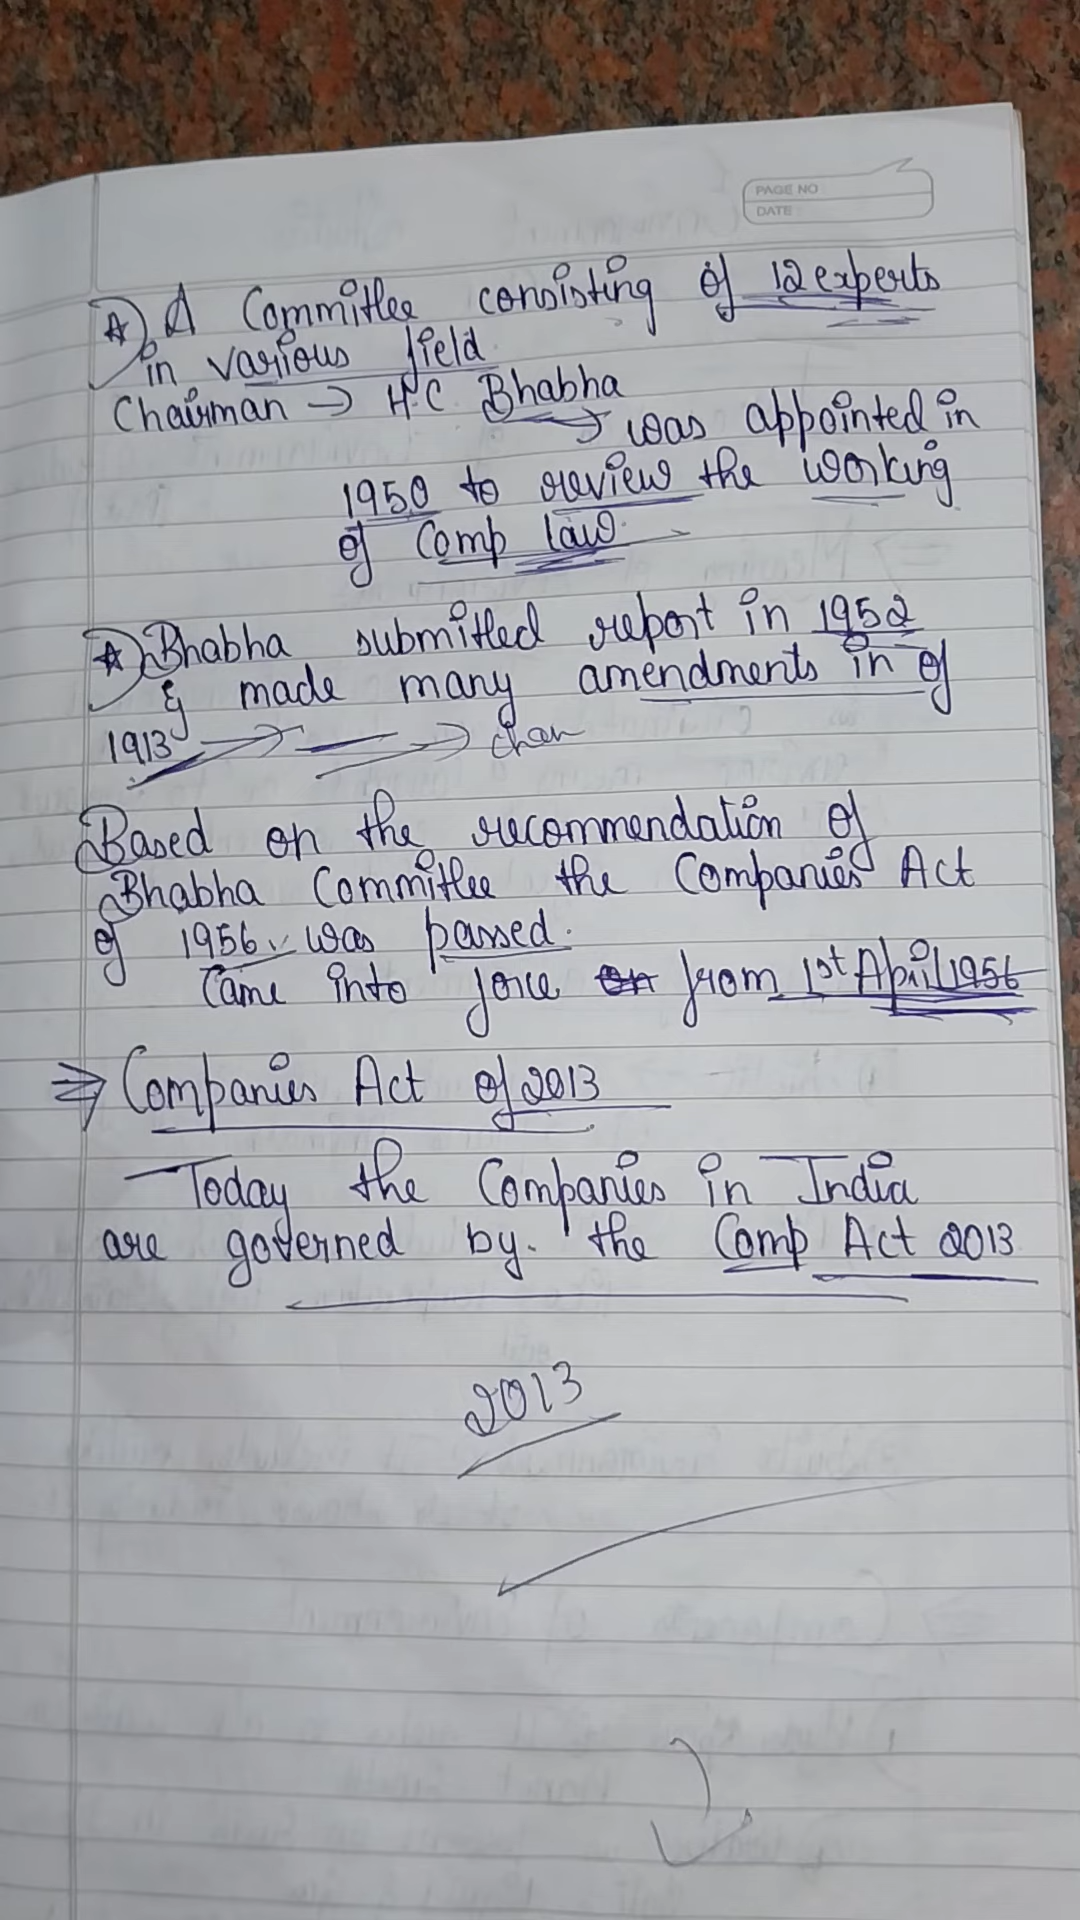 PAGE NO
DATE
☆ A Committee consisting of 12 experts
in various field.
Chairman → H.C. Bhabha
→ was appointed in
1950 to review the working
of Comp law.
☆ Bhabha submitted report in 1952
& made many amendments in of
1913 → — → chan
Based on the recommendation of
Bhabha Committee the Companies Act
of 1956 was passed.
Came into force on from 1st April 1956
⇒ Companies Act of 2013
Today the Companies in India
are governed by. the Comp Act 2013
2013